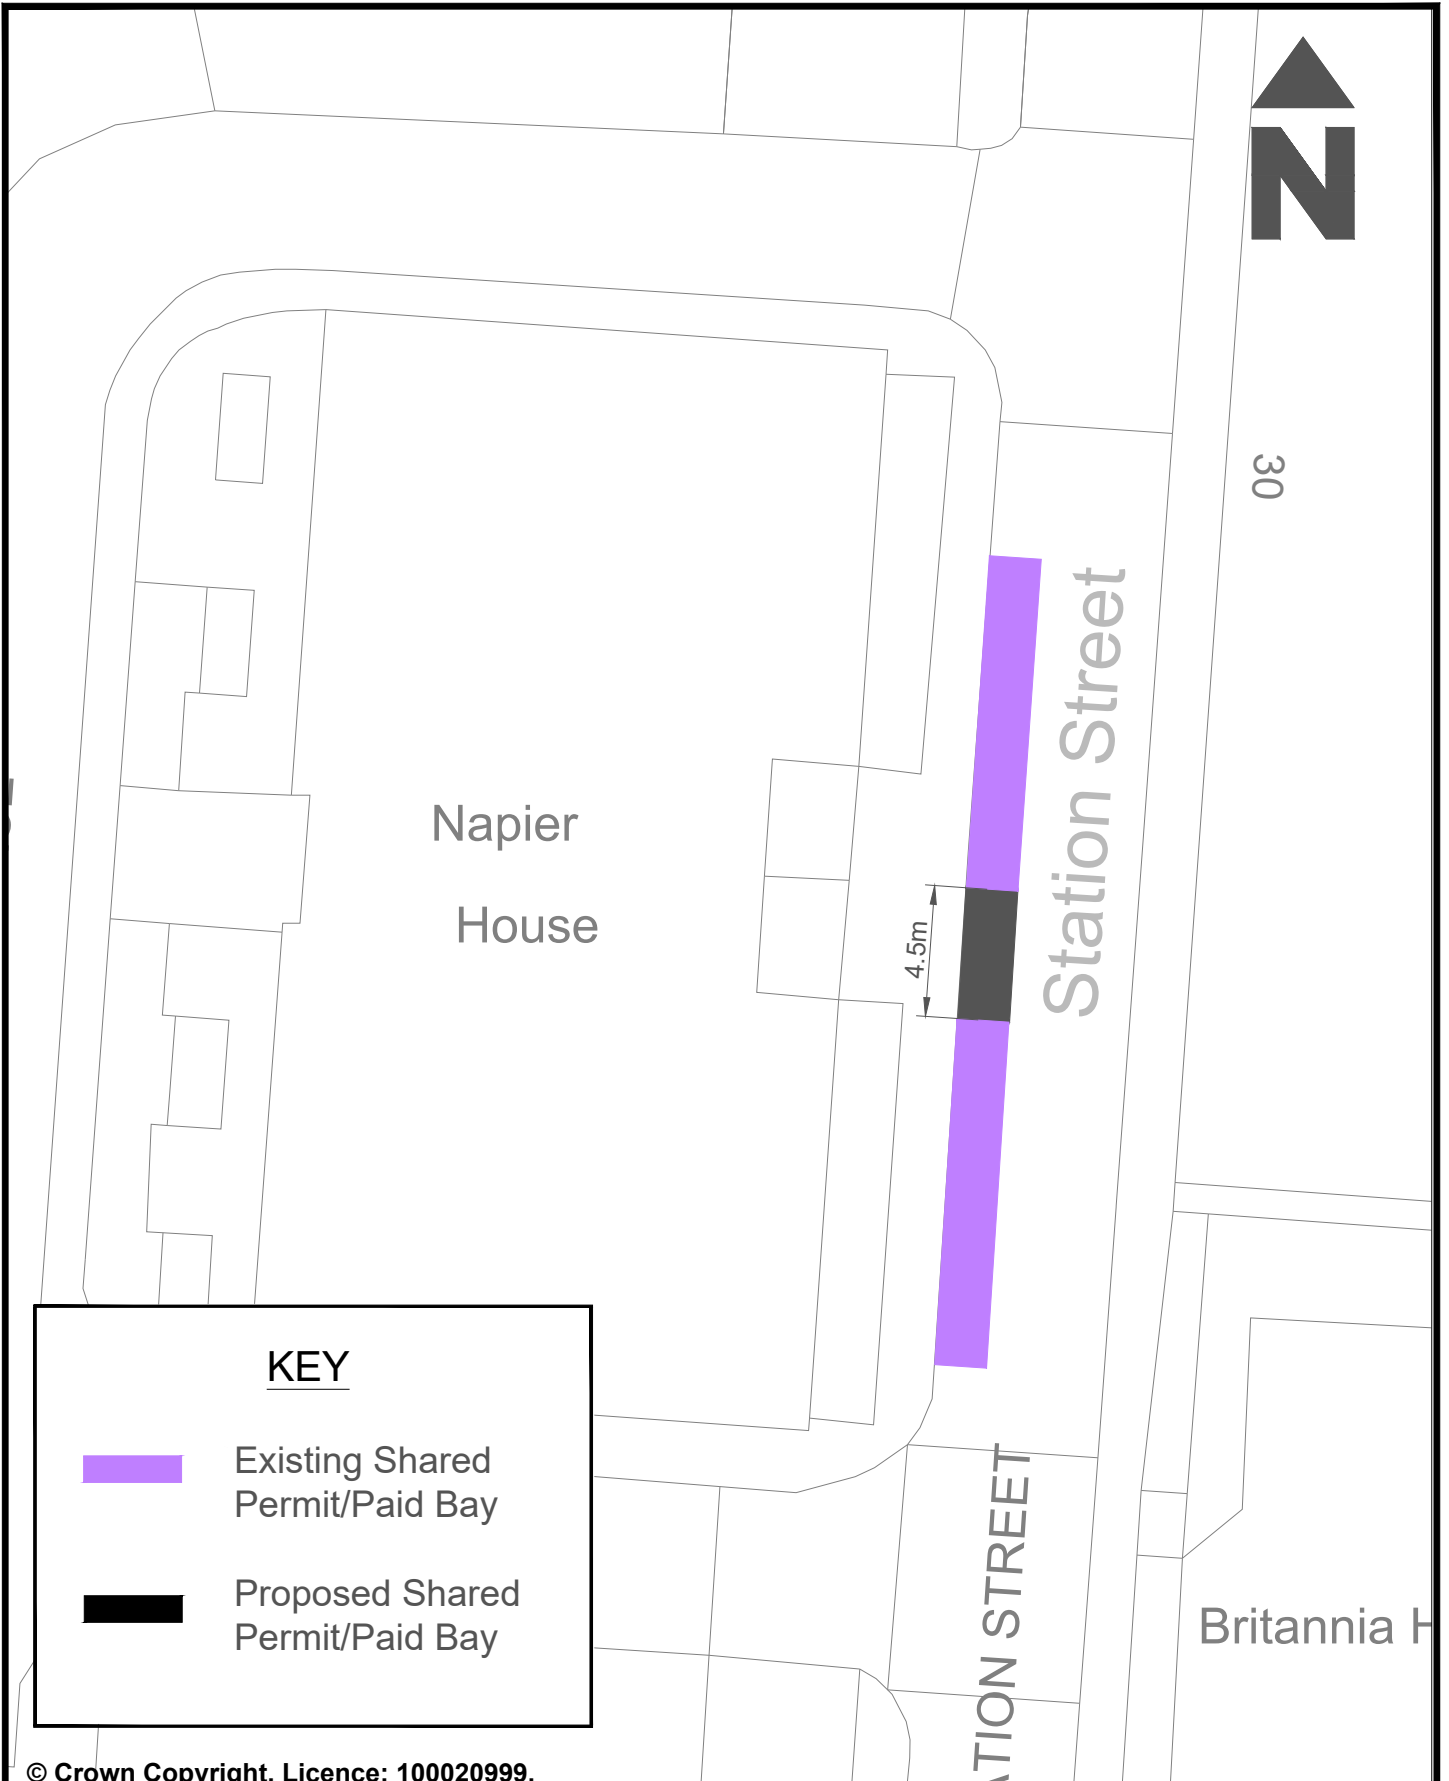 N
30
Station Street
Napier
House
4.5m
KEY
Existing Shared
Permit/Paid Bay
Proposed Shared
Permit/Paid Bay
ATION STREET
Britannia H
© Crown Copyright. Licence: 100020999.